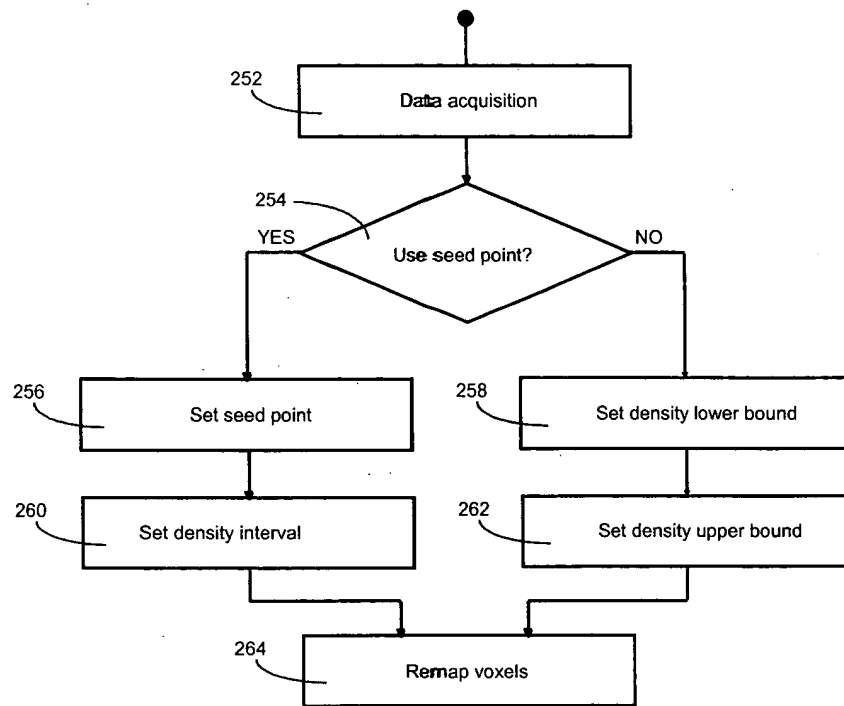 252
Data acquisition
254
YES
NO
Use seed point?
256
Set seed point
258
Set density lower bound
260
Set density interval
262
Set density upper bound
264
Remap voxels